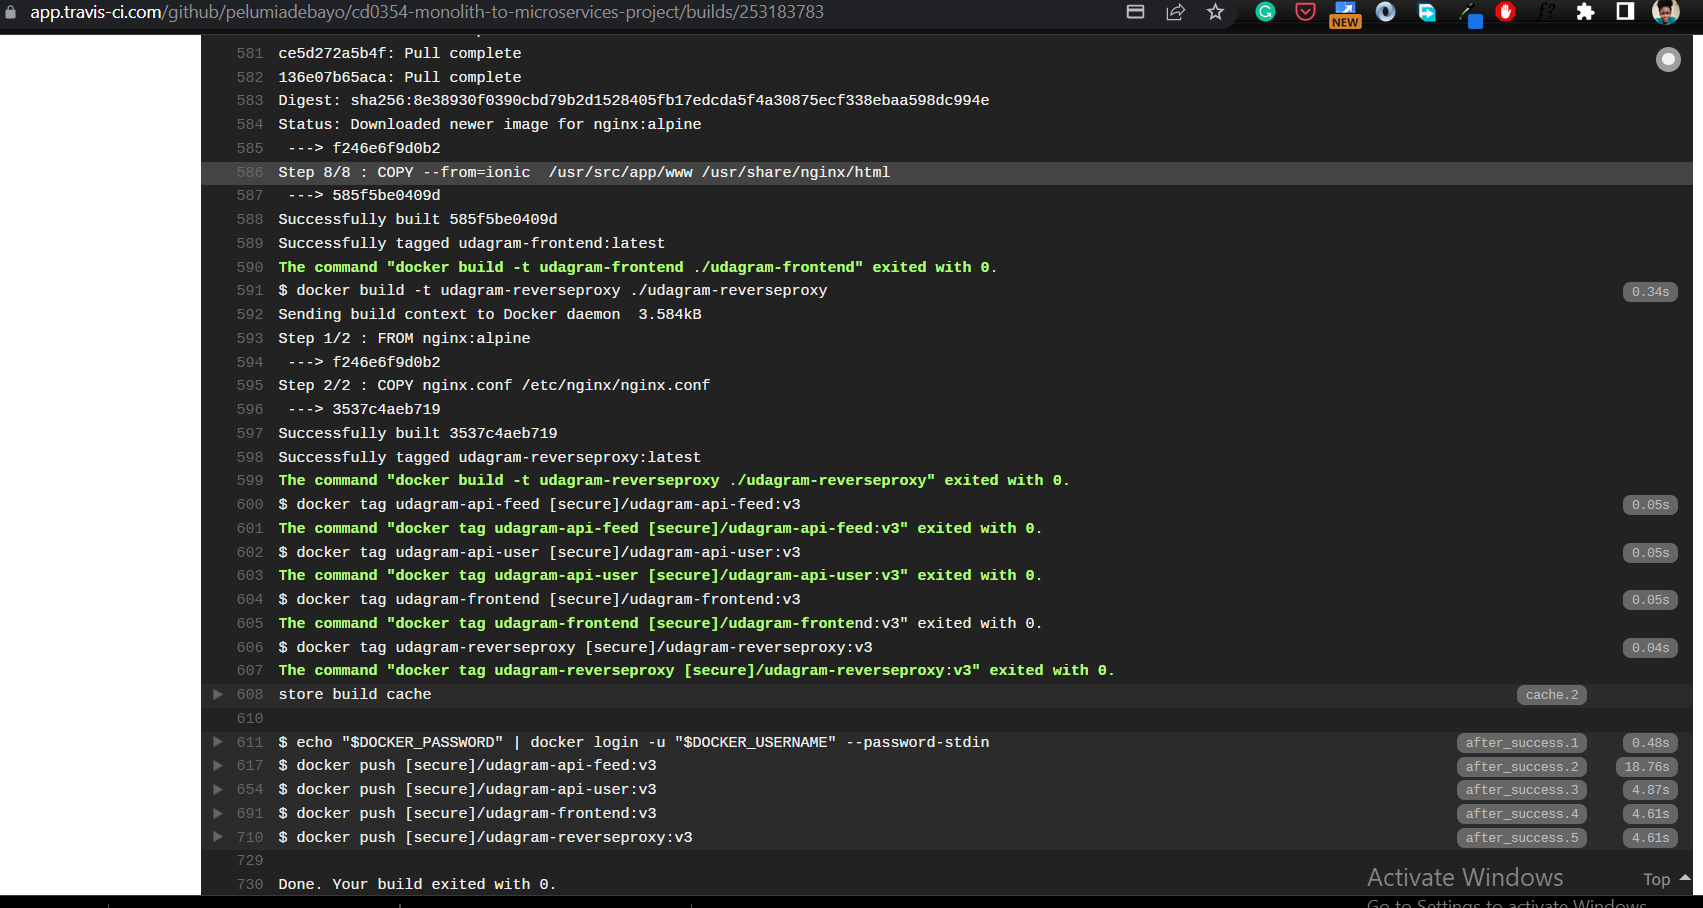 app.travis-ci.com/github/pelumiadebayo/cd0354-monolith-to-microservices-project/builds/253183783
NEW
f?
581 ce5d272a5b4f: Pull complete
582 136e07b65aca: Pull complete
583 Digest: sha256:8e38930f0390cbd79b2d1528405fb17edcda5f4a30875ecf338ebaa598dc994e
584 Status: Downloaded newer image for nginx:alpine
585 ---> f246e6f9d0b2
586 Step 8/8 : COPY --from=ionic  /usr/src/app/www /usr/share/nginx/html
587 ---> 585f5be0409d
588 Successfully built 585f5be0409d
589 Successfully tagged udagram-frontend:latest
590 The command "docker build -t udagram-frontend ./udagram-frontend" exited with 0.
591 $ docker build -t udagram-reverseproxy ./udagram-reverseproxy 0.34s
592 Sending build context to Docker daemon  3.584kB
593 Step 1/2 : FROM nginx:alpine
594 ---> f246e6f9d0b2
595 Step 2/2 : COPY nginx.conf /etc/nginx/nginx.conf
596 ---> 3537c4aeb719
597 Successfully built 3537c4aeb719
598 Successfully tagged udagram-reverseproxy:latest
599 The command "docker build -t udagram-reverseproxy ./udagram-reverseproxy" exited with 0.
600 $ docker tag udagram-api-feed [secure]/udagram-api-feed:v3 0.05s
601 The command "docker tag udagram-api-feed [secure]/udagram-api-feed:v3" exited with 0.
602 $ docker tag udagram-api-user [secure]/udagram-api-user:v3 0.05s
603 The command "docker tag udagram-api-user [secure]/udagram-api-user:v3" exited with 0.
604 $ docker tag udagram-frontend [secure]/udagram-frontend:v3 0.05s
605 The command "docker tag udagram-frontend [secure]/udagram-frontend:v3" exited with 0.
606 $ docker tag udagram-reverseproxy [secure]/udagram-reverseproxy:v3 0.04s
607 The command "docker tag udagram-reverseproxy [secure]/udagram-reverseproxy:v3" exited with 0.
608 store build cache cache.2
610
611 $ echo "$DOCKER_PASSWORD" | docker login -u "$DOCKER_USERNAME" --password-stdin after_success.1 0.48s
617 $ docker push [secure]/udagram-api-feed:v3 after_success.2 18.76s
654 $ docker push [secure]/udagram-api-user:v3 after_success.3 4.87s
691 $ docker push [secure]/udagram-frontend:v3 after_success.4 4.61s
710 $ docker push [secure]/udagram-reverseproxy:v3 after_success.5 4.61s
729
730 Done. Your build exited with 0.
Activate Windows
Top
Go to Settings to activate Windows.